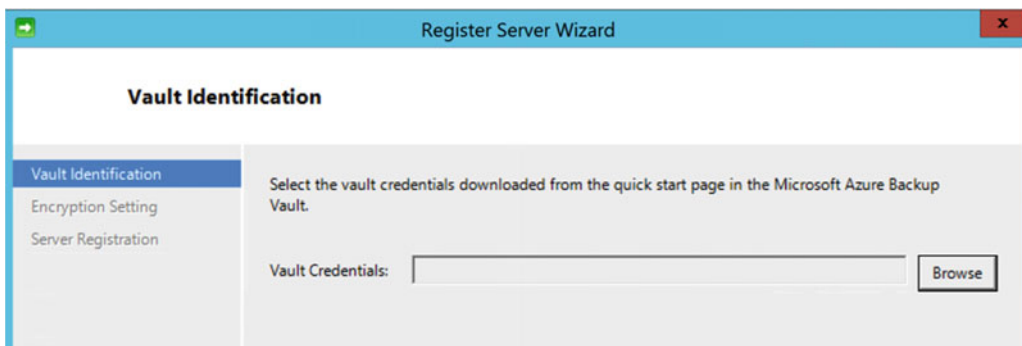 Register Server Wizard
x
Vault Identification
Vault Identification
Encryption Setting
Server Registration
Select the vault credentials downloaded from the quick start page in the Microsoft Azure Backup
Vault.
Vault Credentials:
Browse